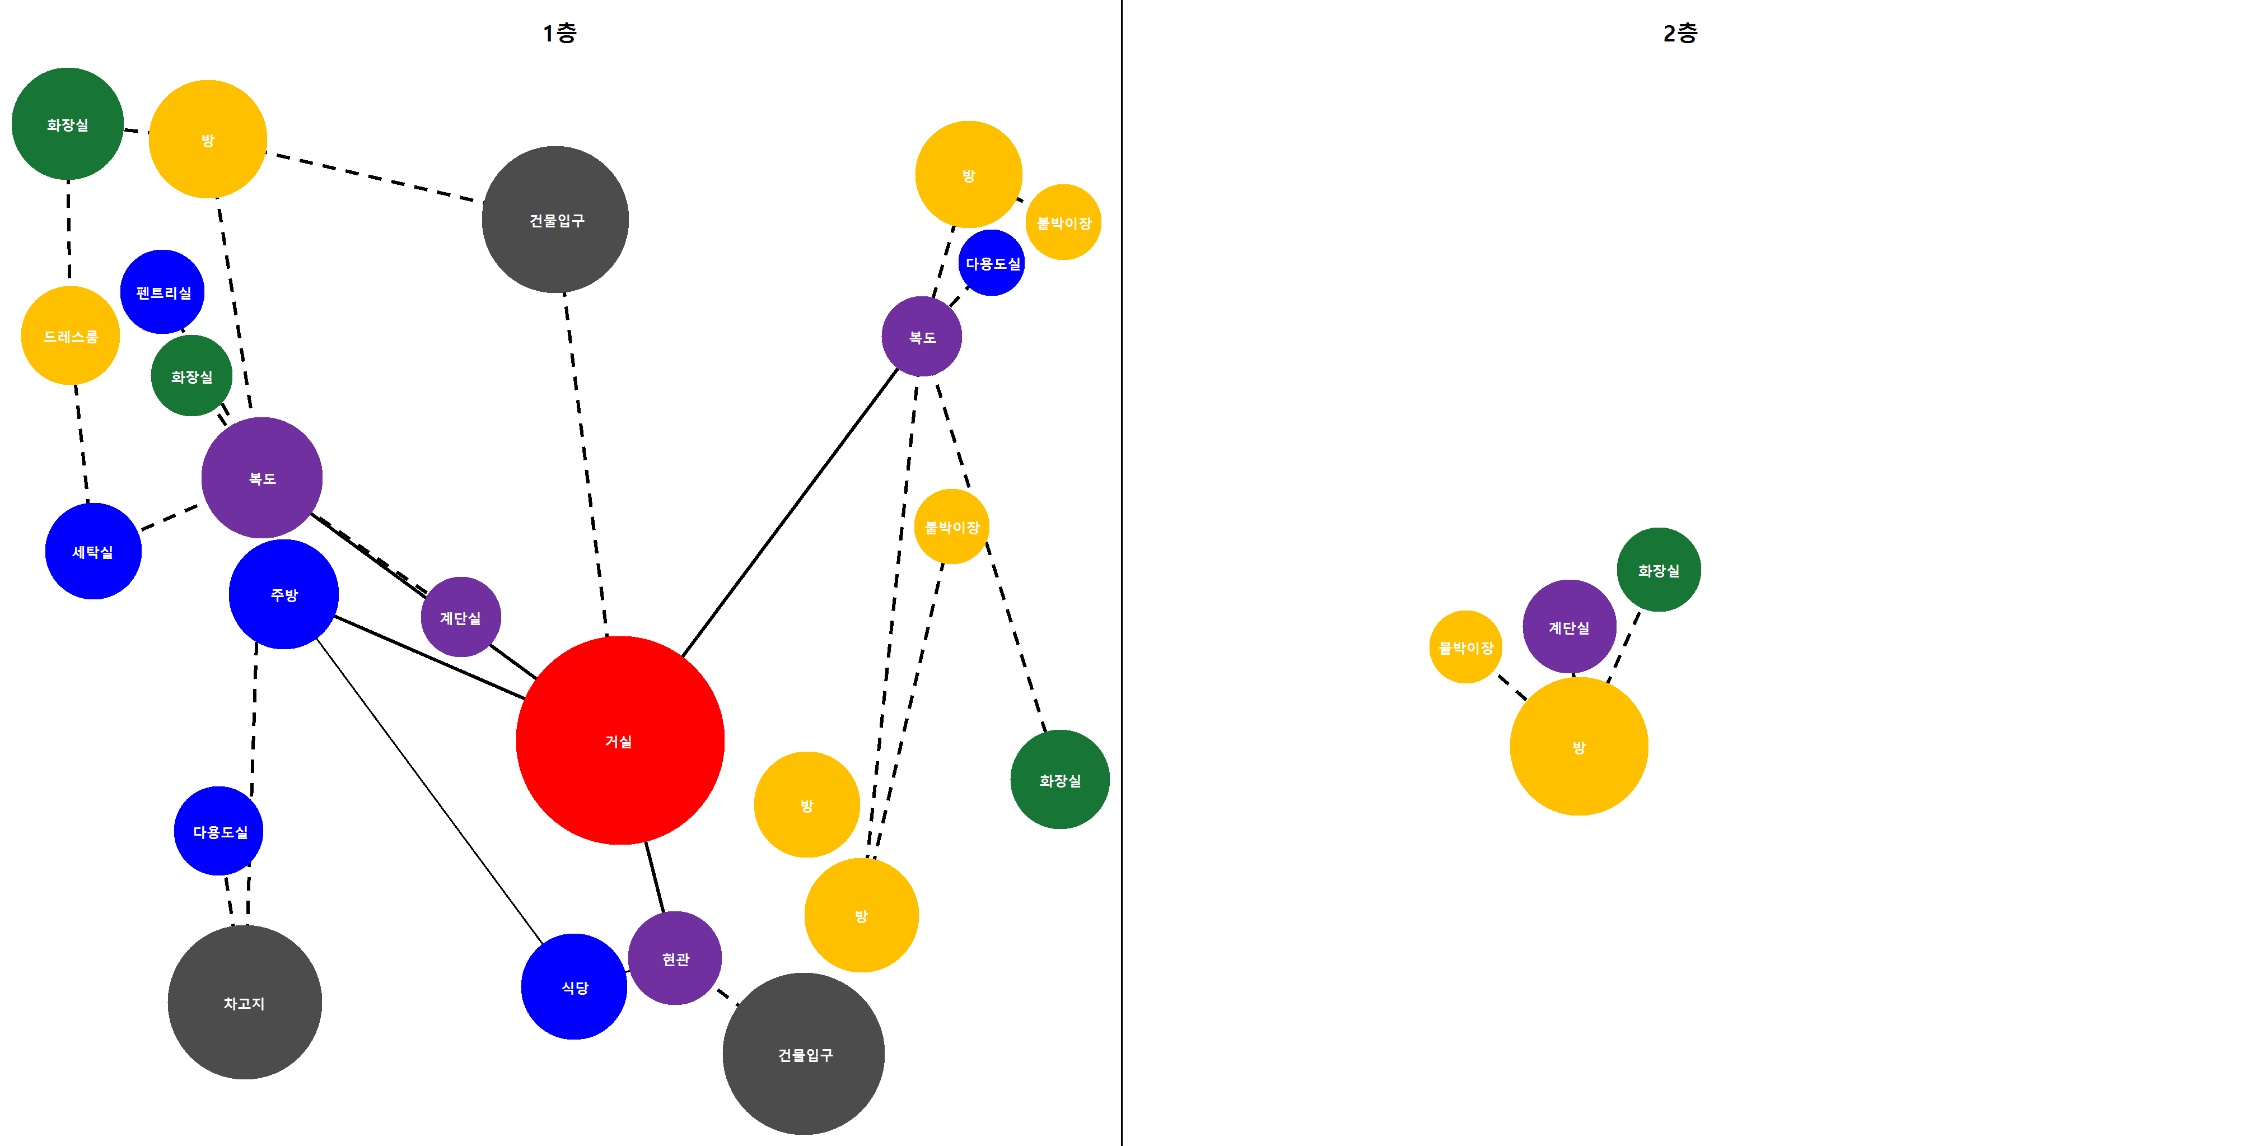 1층
2층
화장실
방
건물입구
방
붙박이장
다용도실
펜트리실
드레스룸
복도
화장실
복도
붙박이장
세탁실
주방
계단실
거실
화장실
방
다용도실
방
현관
식당
차고지
건물입구
화장실
계단실
붙박이장
방